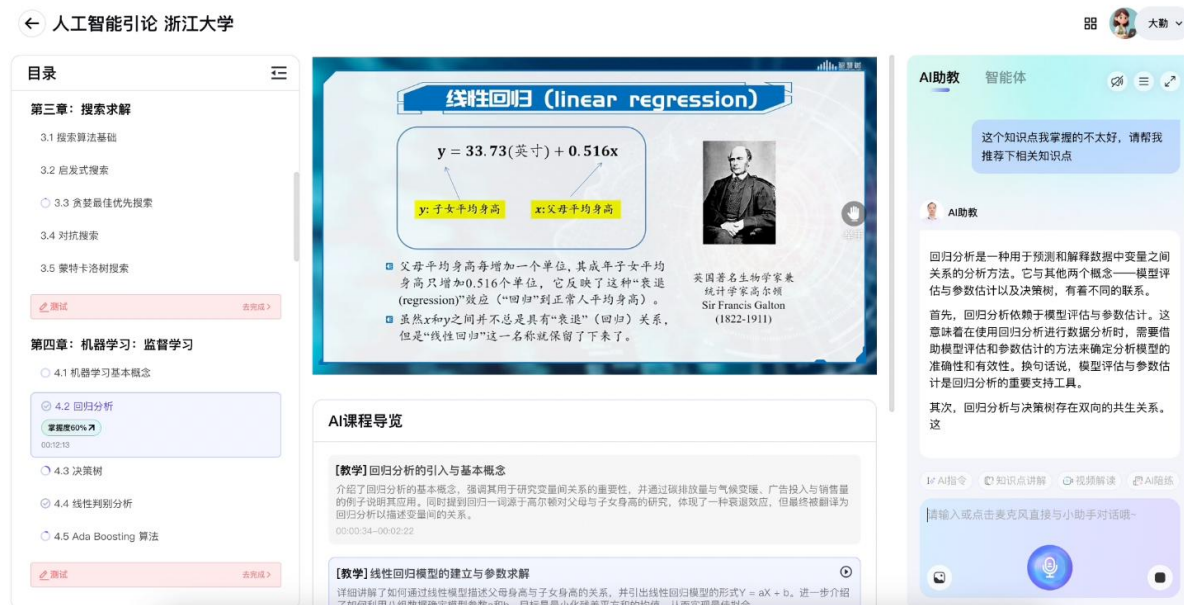 人工智能引论 浙江大学
大勤
目录
第三章：搜索求解
3.1 搜索算法基础
3.2 启发式搜索
3.3 贪婪最佳优先搜索
3.4 对抗搜索
3.5 蒙特卡洛树搜索
测试
去完成
第四章：机器学习：监督学习
4.1 机器学习基本概念
4.2 回归分析
掌握度60%
00:12:13
4.3 决策树
4.4 线性判别分析
4.5 Ada Boosting 算法
测试
去完成
线性回归（linear regression）
y = 33.73(英寸) + 0.516x
y: 子女平均身高
x:父母平均身高
父母平均身高每增加一个单位, 其成年子女平均
身高只增加0.516个单位，它反映了这种“衰退
(regression)”效应（“回归”到正常人平均身高）。
虽然x和y之间并不总是具有“衰退”（回归）关系，
但是“线性回归”这一名称就保留了下来了。
英国著名生物学家兼
统计学家高尔顿
Sir Francis Galton
(1822-1911)
AI课程导览
[教学] 回归分析的引入与基本概念
介绍了回归分析的基本概念，强调其用于研究变量间关系的重要性，并通过碳排放量与气候变暖、广告投入与销售量
的例子说明其应用。同时提到回归一词源于高尔顿对父母与子女身高的研究，体现了一种衰退效应，但最终被翻译为
回归分析以描述变量间的关系。
00:00:34-00:02:22
[教学] 线性回归模型的建立与参数求解
详细讲解了如何通过线性模型描述父母身高与子女身高的关系，并引出线性回归模型的形式Y = aX + b。进一步介绍
AI助教
智能体
这个知识点我掌握的不太好，请帮我
推荐下相关知识点
AI助教
回归分析是一种用于预测和解释数据中变量之间
关系的分析方法。它与其他两个概念——模型评
估与参数估计以及决策树，有着不同的联系。
首先，回归分析依赖于模型评估与参数估计。这
意味着在使用回归分析进行数据分析时，需要借
助模型评估和参数估计的方法来确定分析模型的
准确性和有效性。换句话说，模型评估与参数估
计是回归分析的重要支持工具。
其次，回归分析与决策树存在双向的共生关系。
这
AI指令
知识点讲解
视频解读
AI陪练
请输入或点击麦克风直接与小助手对话哦~